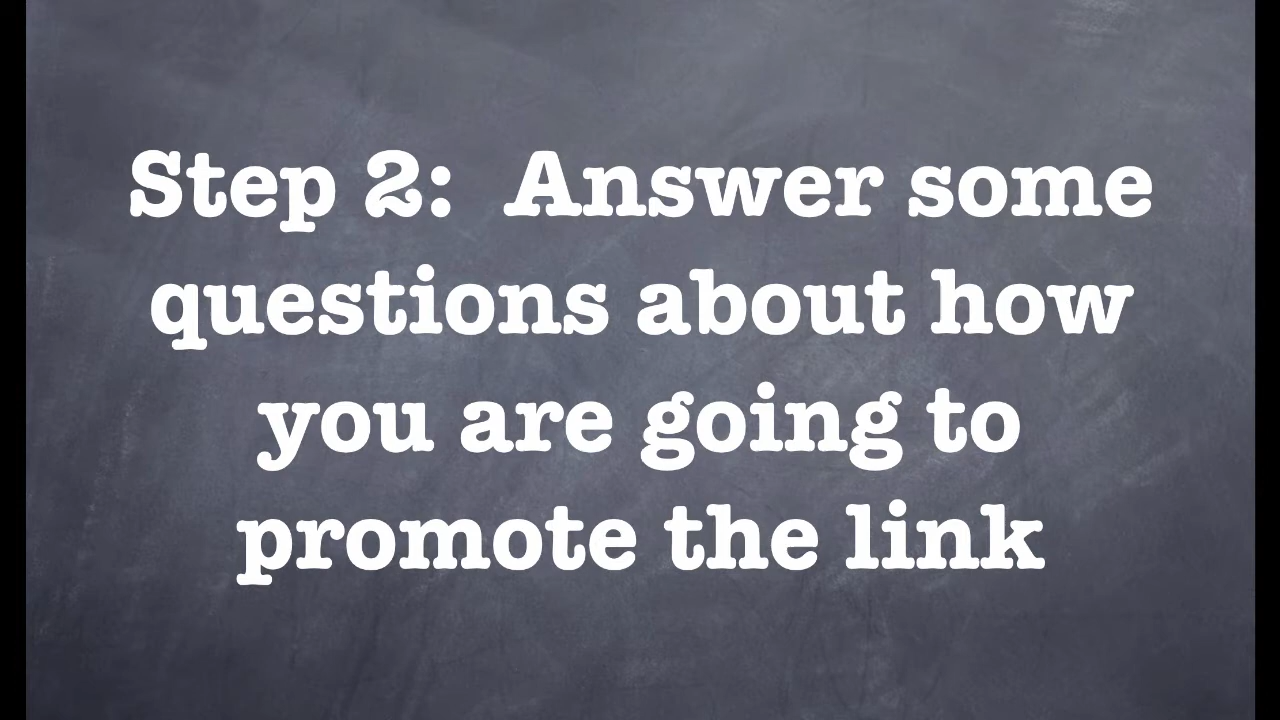 Step 2:  Answer some
questions about how
you are going to
promote the link